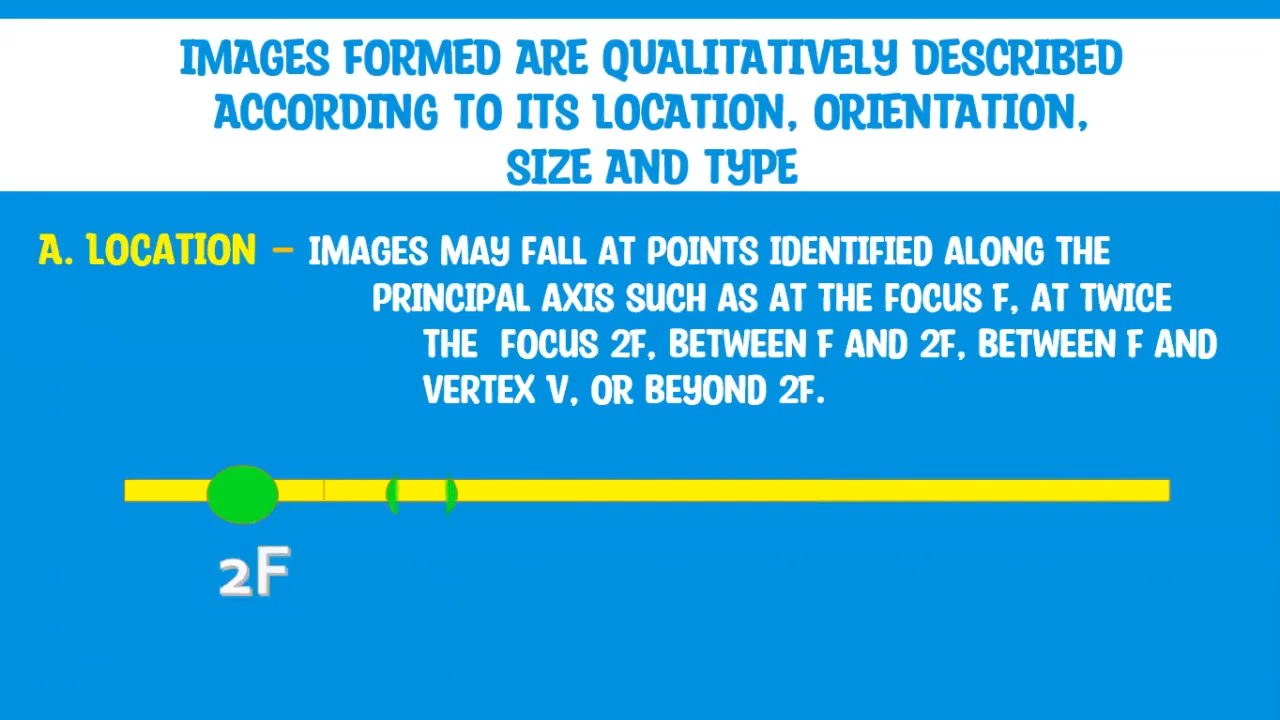 IMAGES FORMED ARE QUALITATIVELY DESCRIBED
ACCORDING TO ITS LOCATION, ORIENTATION,
SIZE AND TYPE
A. LOCATION – IMAGES MAY FALL AT POINTS IDENTIFIED ALONG THE
PRINCIPAL AXIS SUCH AS AT THE FOCUS F, AT TWICE
THE FOCUS 2F, BETWEEN F AND 2F, BETWEEN F AND
VERTEX V, OR BEYOND 2F.
2F